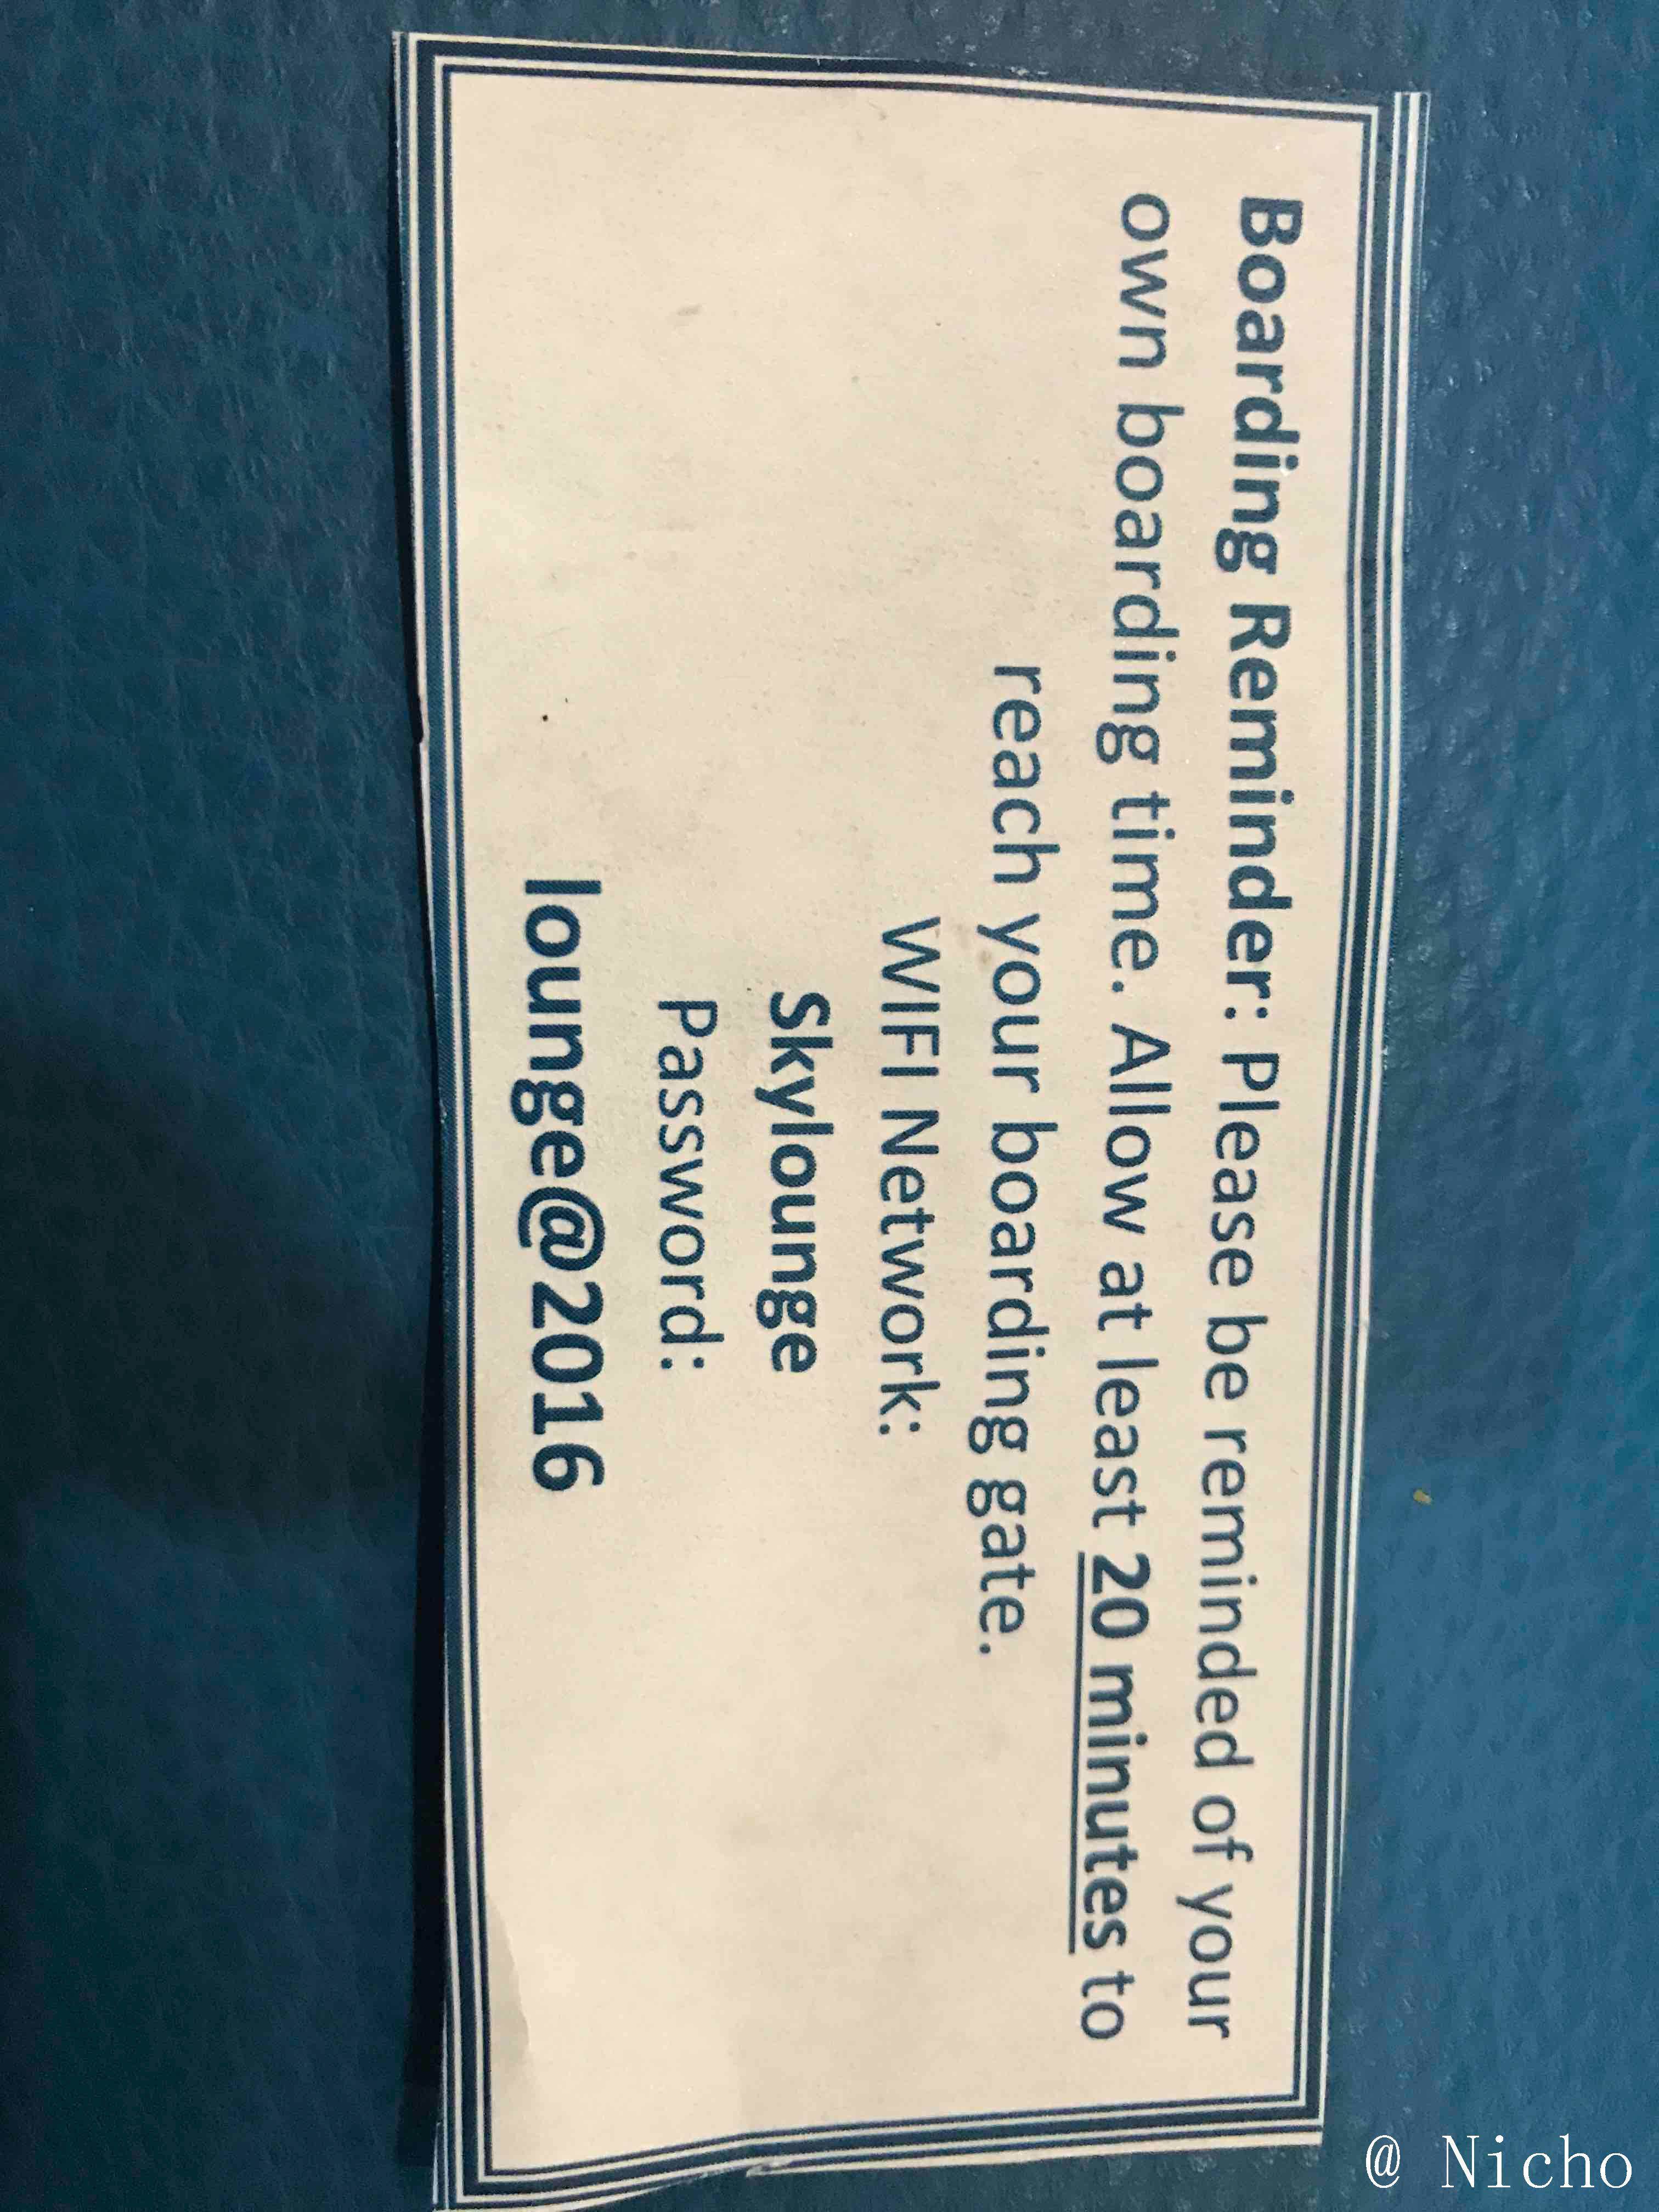 Boarding Reminder: Please be reminded of your
own boarding time. Allow at least 20 minutes to
reach your boarding gate.
WIFI Network:
Skylounge
Password:
lounge@2016
@ Nicho